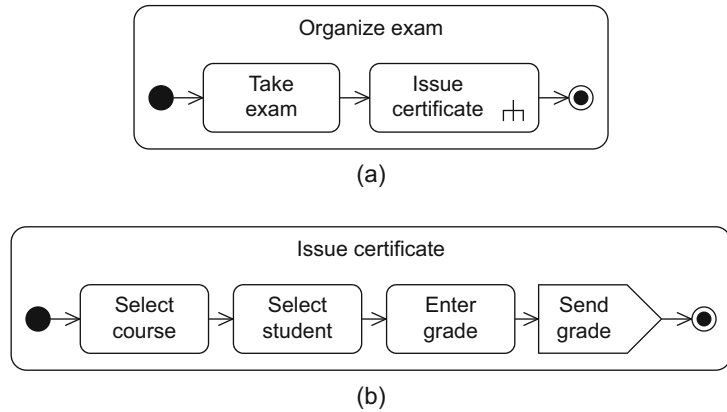 Organize exam
Take
exam
Issue
certificate
(a)
Issue certificate
Select
course
Select
student
Enter
grade
Send
grade
(b)